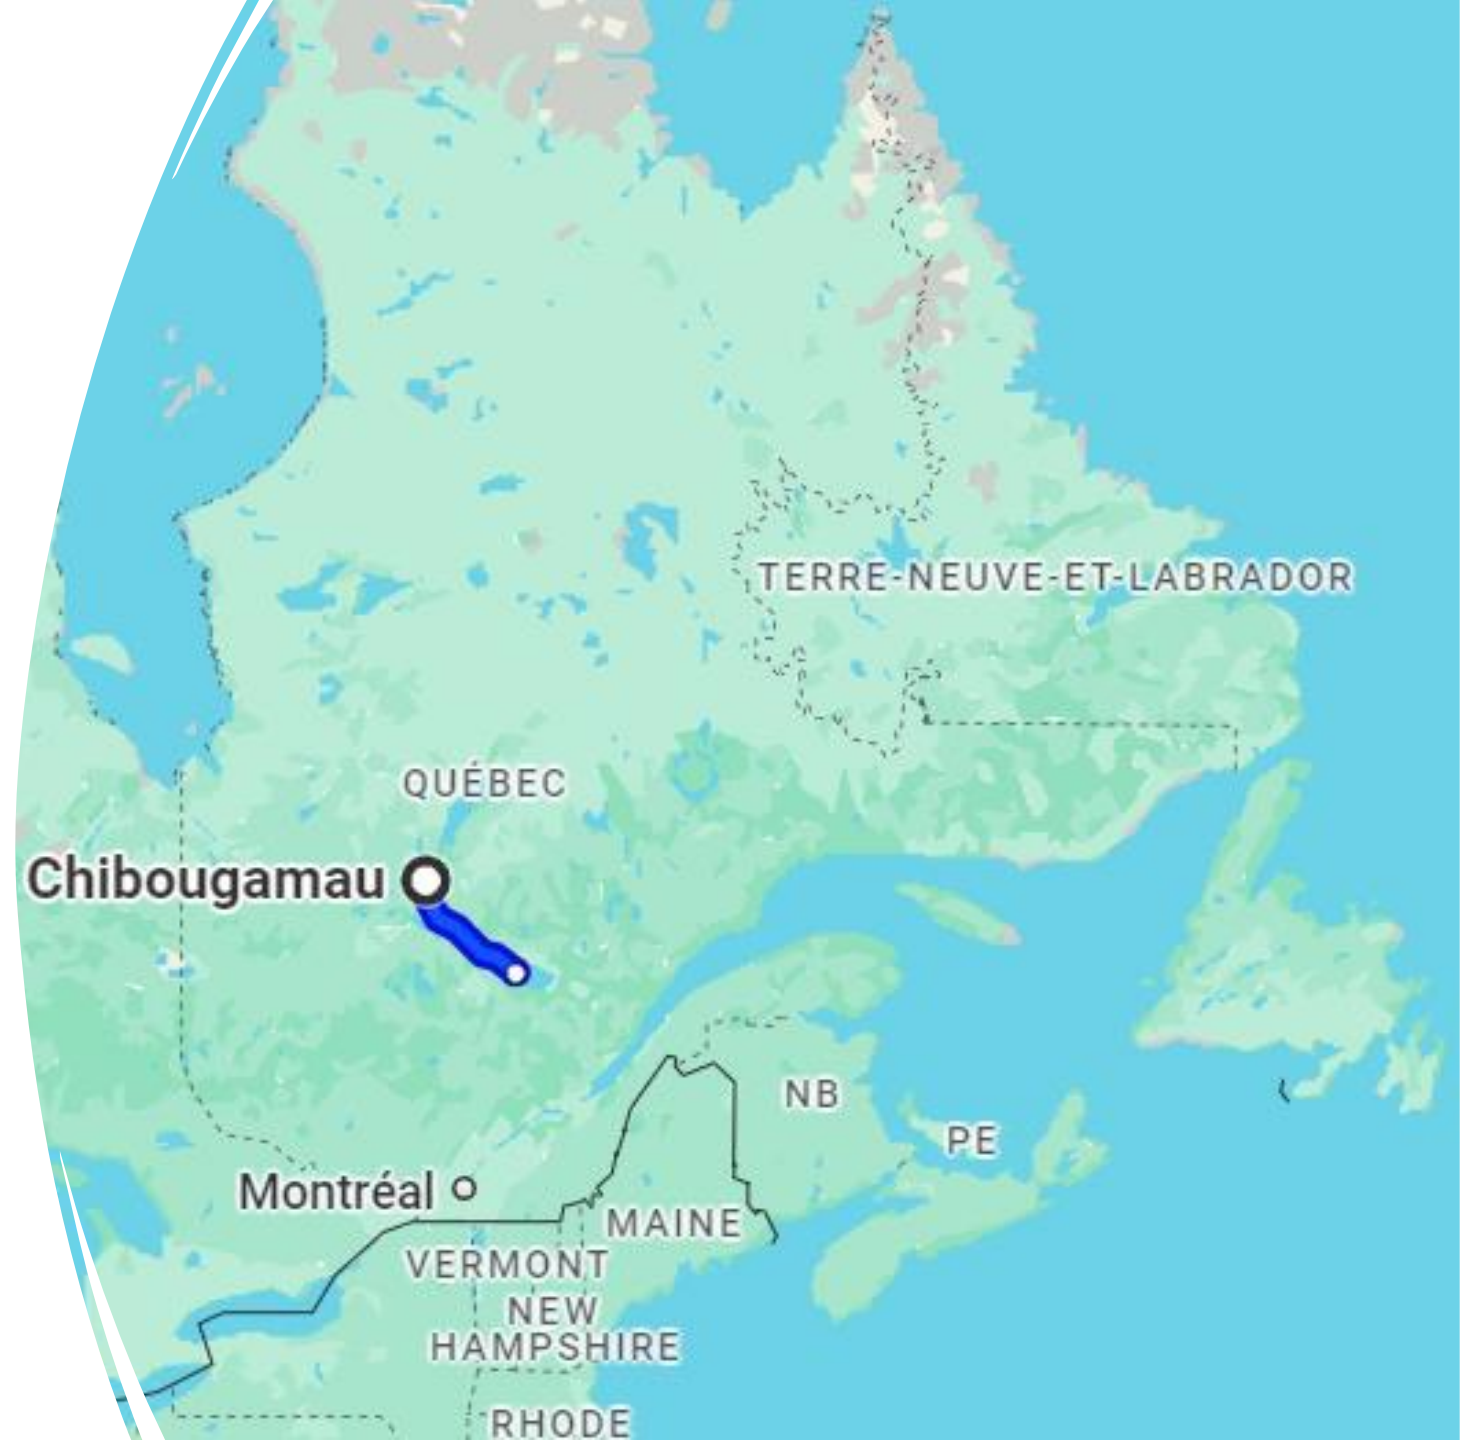 TERRE-NEUVE-ET-LABRADOR
QUÉBEC
Chibougamau
NB
PE
Montréal
MAINE
VERMONT
NEW
HAMPSHIRE
RHODE